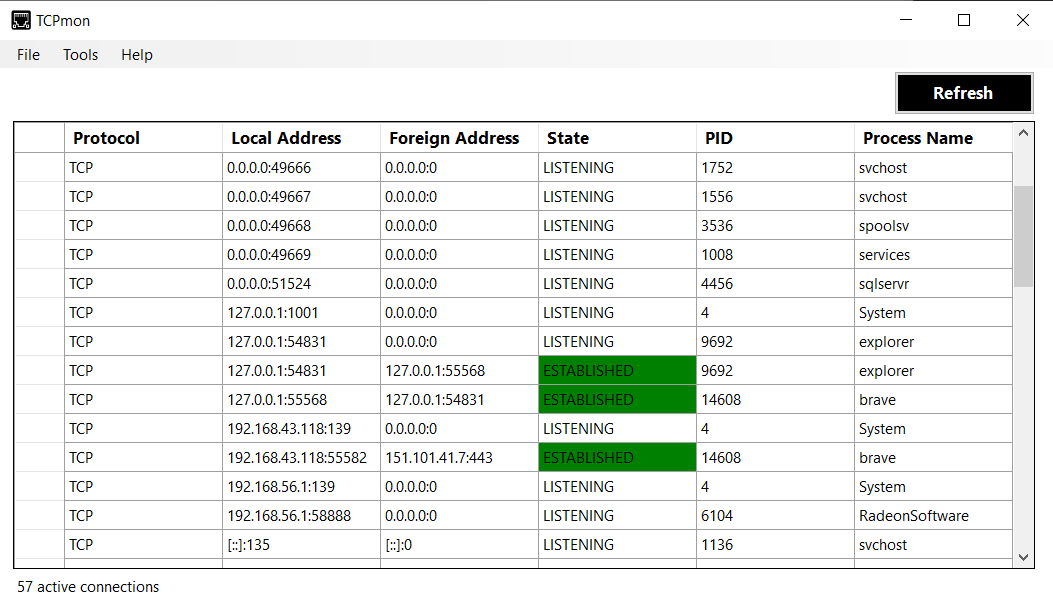 TCPmon
File Tools Help
Refresh
Protocol Local Address Foreign Address State PID Process Name
TCP 0.0.0.0:49666 0.0.0.0:0 LISTENING 1752 svchost
TCP 0.0.0.0:49667 0.0.0.0:0 LISTENING 1556 svchost
TCP 0.0.0.0:49668 0.0.0.0:0 LISTENING 3536 spoolsv
TCP 0.0.0.0:49669 0.0.0.0:0 LISTENING 1008 services
TCP 0.0.0.0:51524 0.0.0.0:0 LISTENING 4456 sqlservr
TCP 127.0.0.1:1001 0.0.0.0:0 LISTENING 4 System
TCP 127.0.0.1:54831 0.0.0.0:0 LISTENING 9692 explorer
TCP 127.0.0.1:54831 127.0.0.1:55568 ESTABLISHED 9692 explorer
TCP 127.0.0.1:55568 127.0.0.1:54831 ESTABLISHED 14608 brave
TCP 192.168.43.118:139 0.0.0.0:0 LISTENING 4 System
TCP 192.168.43.118:55582 151.101.41.7:443 ESTABLISHED 14608 brave
TCP 192.168.56.1:139 0.0.0.0:0 LISTENING 4 System
TCP 192.168.56.1:58888 0.0.0.0:0 LISTENING 6104 RadeonSoftware
TCP [::]:135 [::]:0 LISTENING 1136 svchost
57 active connections